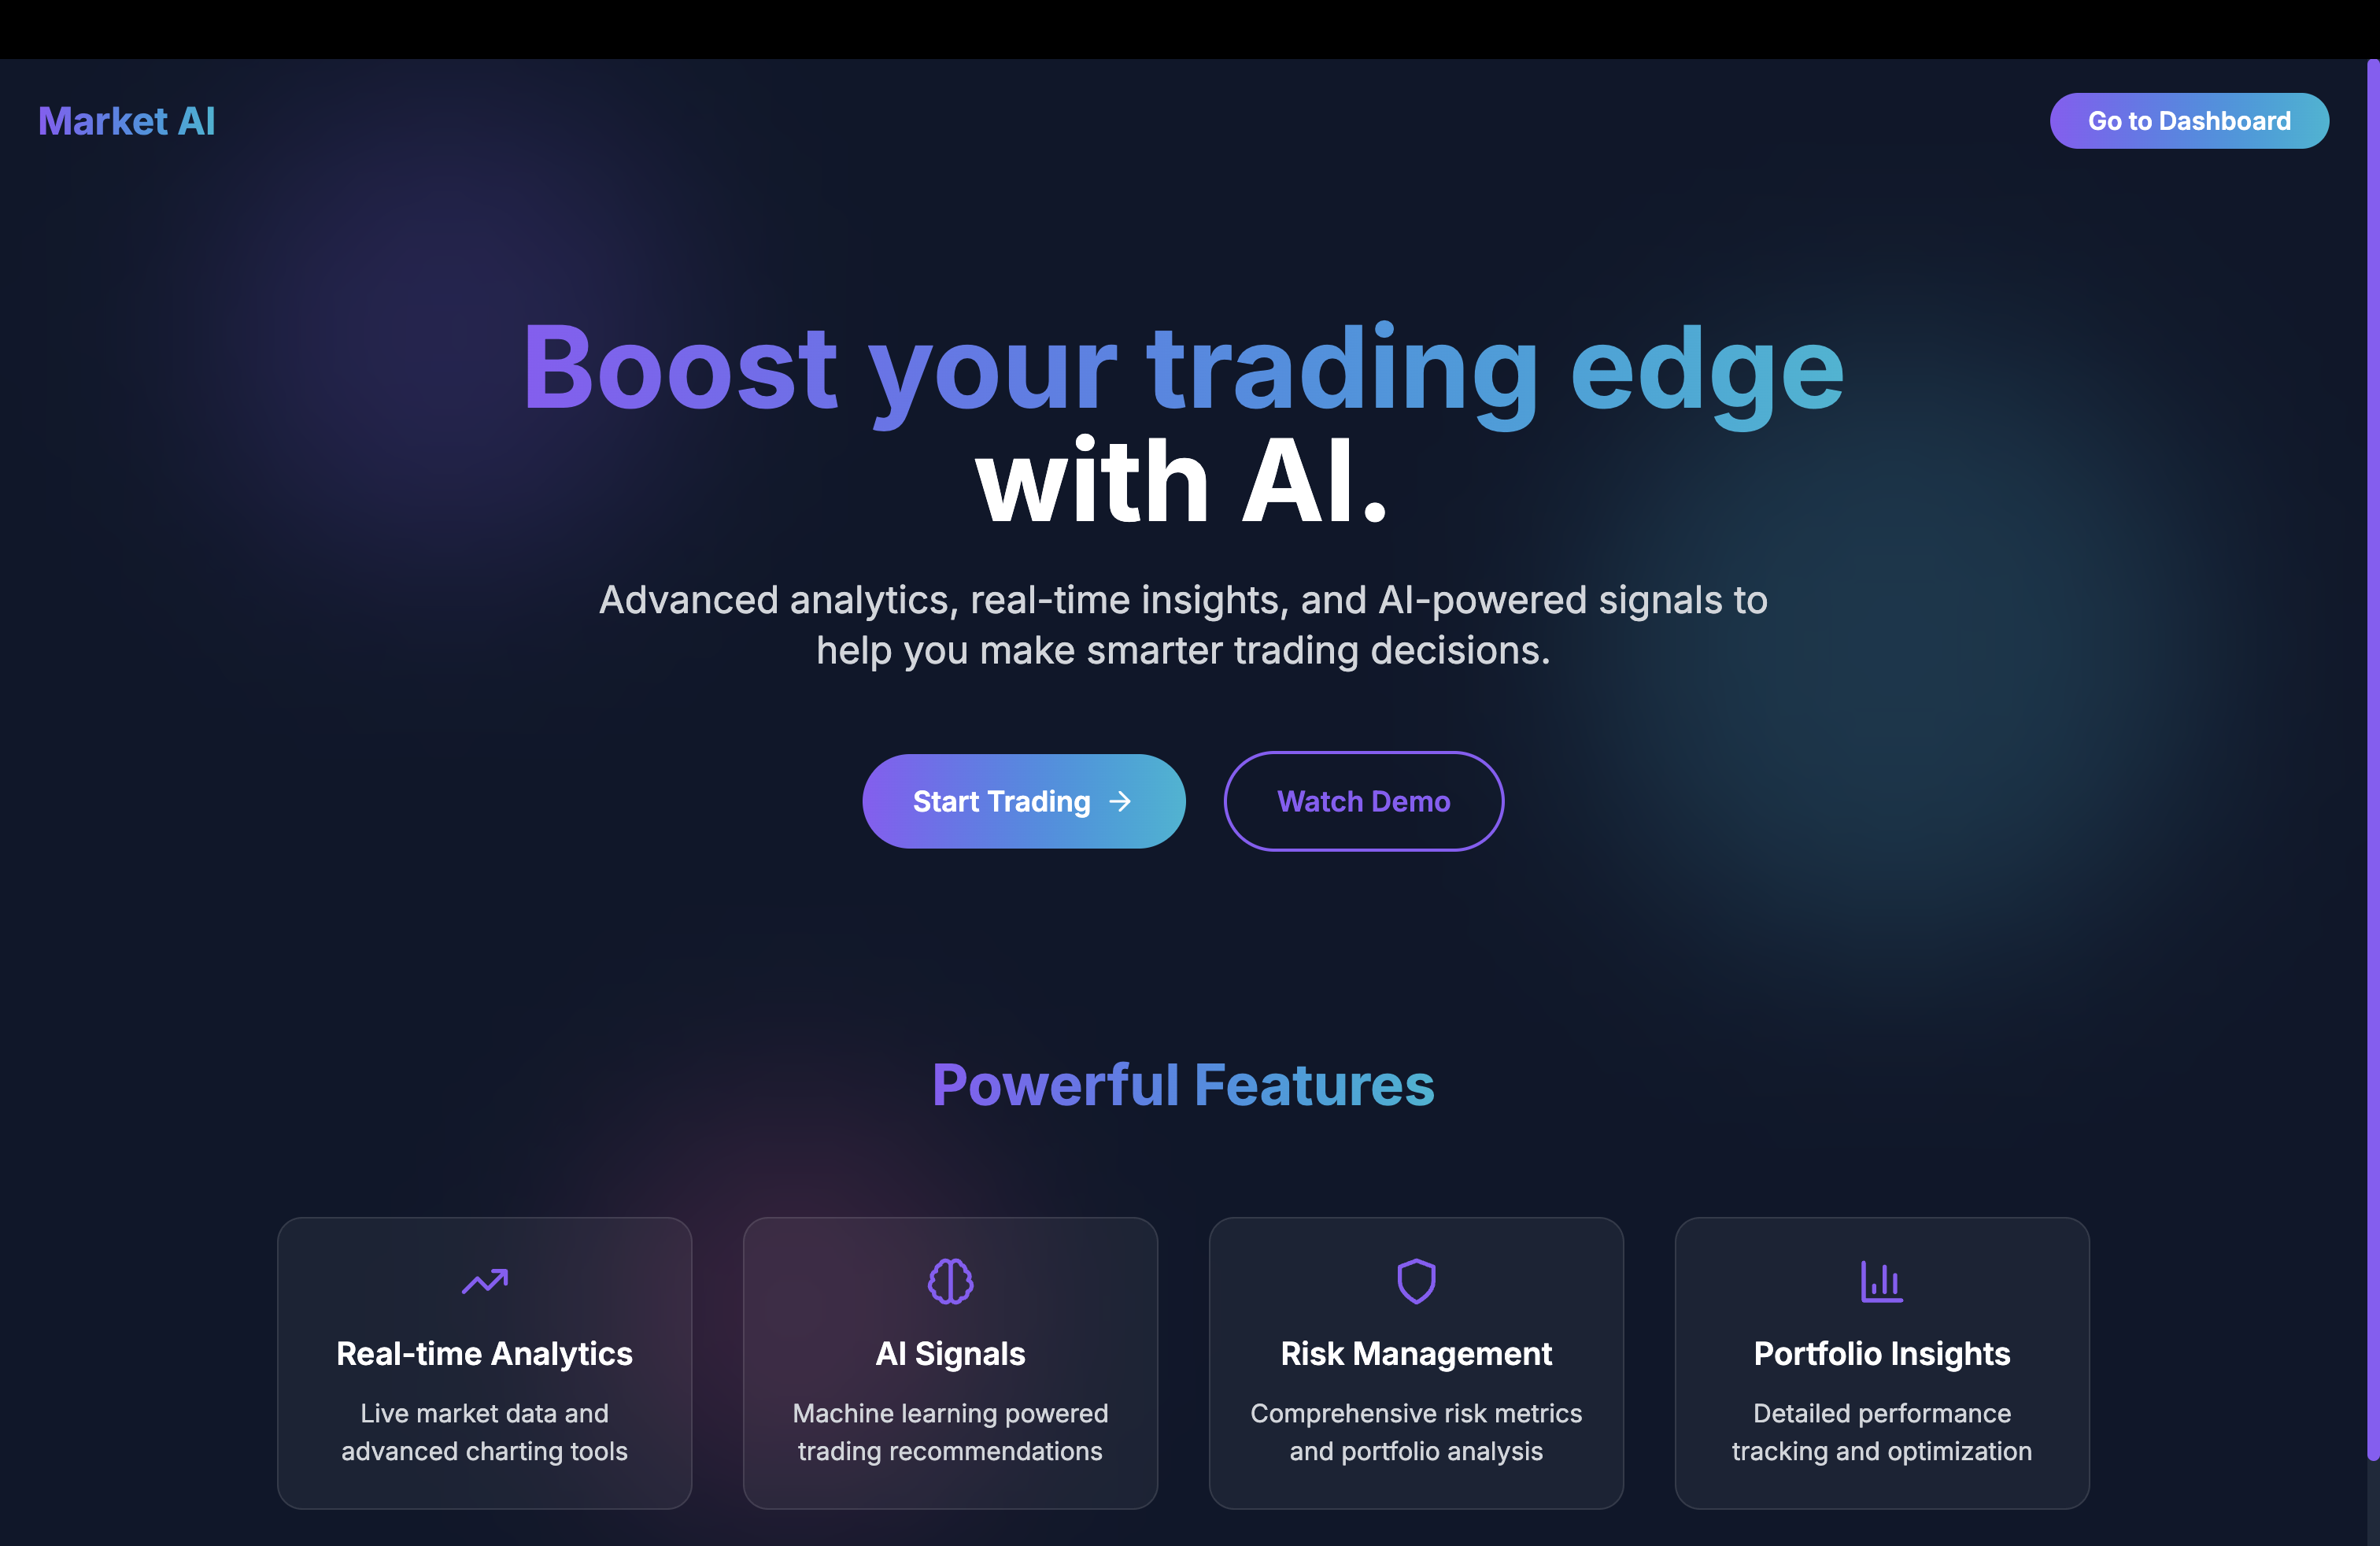 Market AI
Go to Dashboard
Boost your trading edge
with AI.
Advanced analytics, real-time insights, and AI-powered signals to
help you make smarter trading decisions.
Start Trading →
Watch Demo
Powerful Features
Real-time Analytics
Live market data and
advanced charting tools
AI Signals
Machine learning powered
trading recommendations
Risk Management
Comprehensive risk metrics
and portfolio analysis
Portfolio Insights
Detailed performance
tracking and optimization